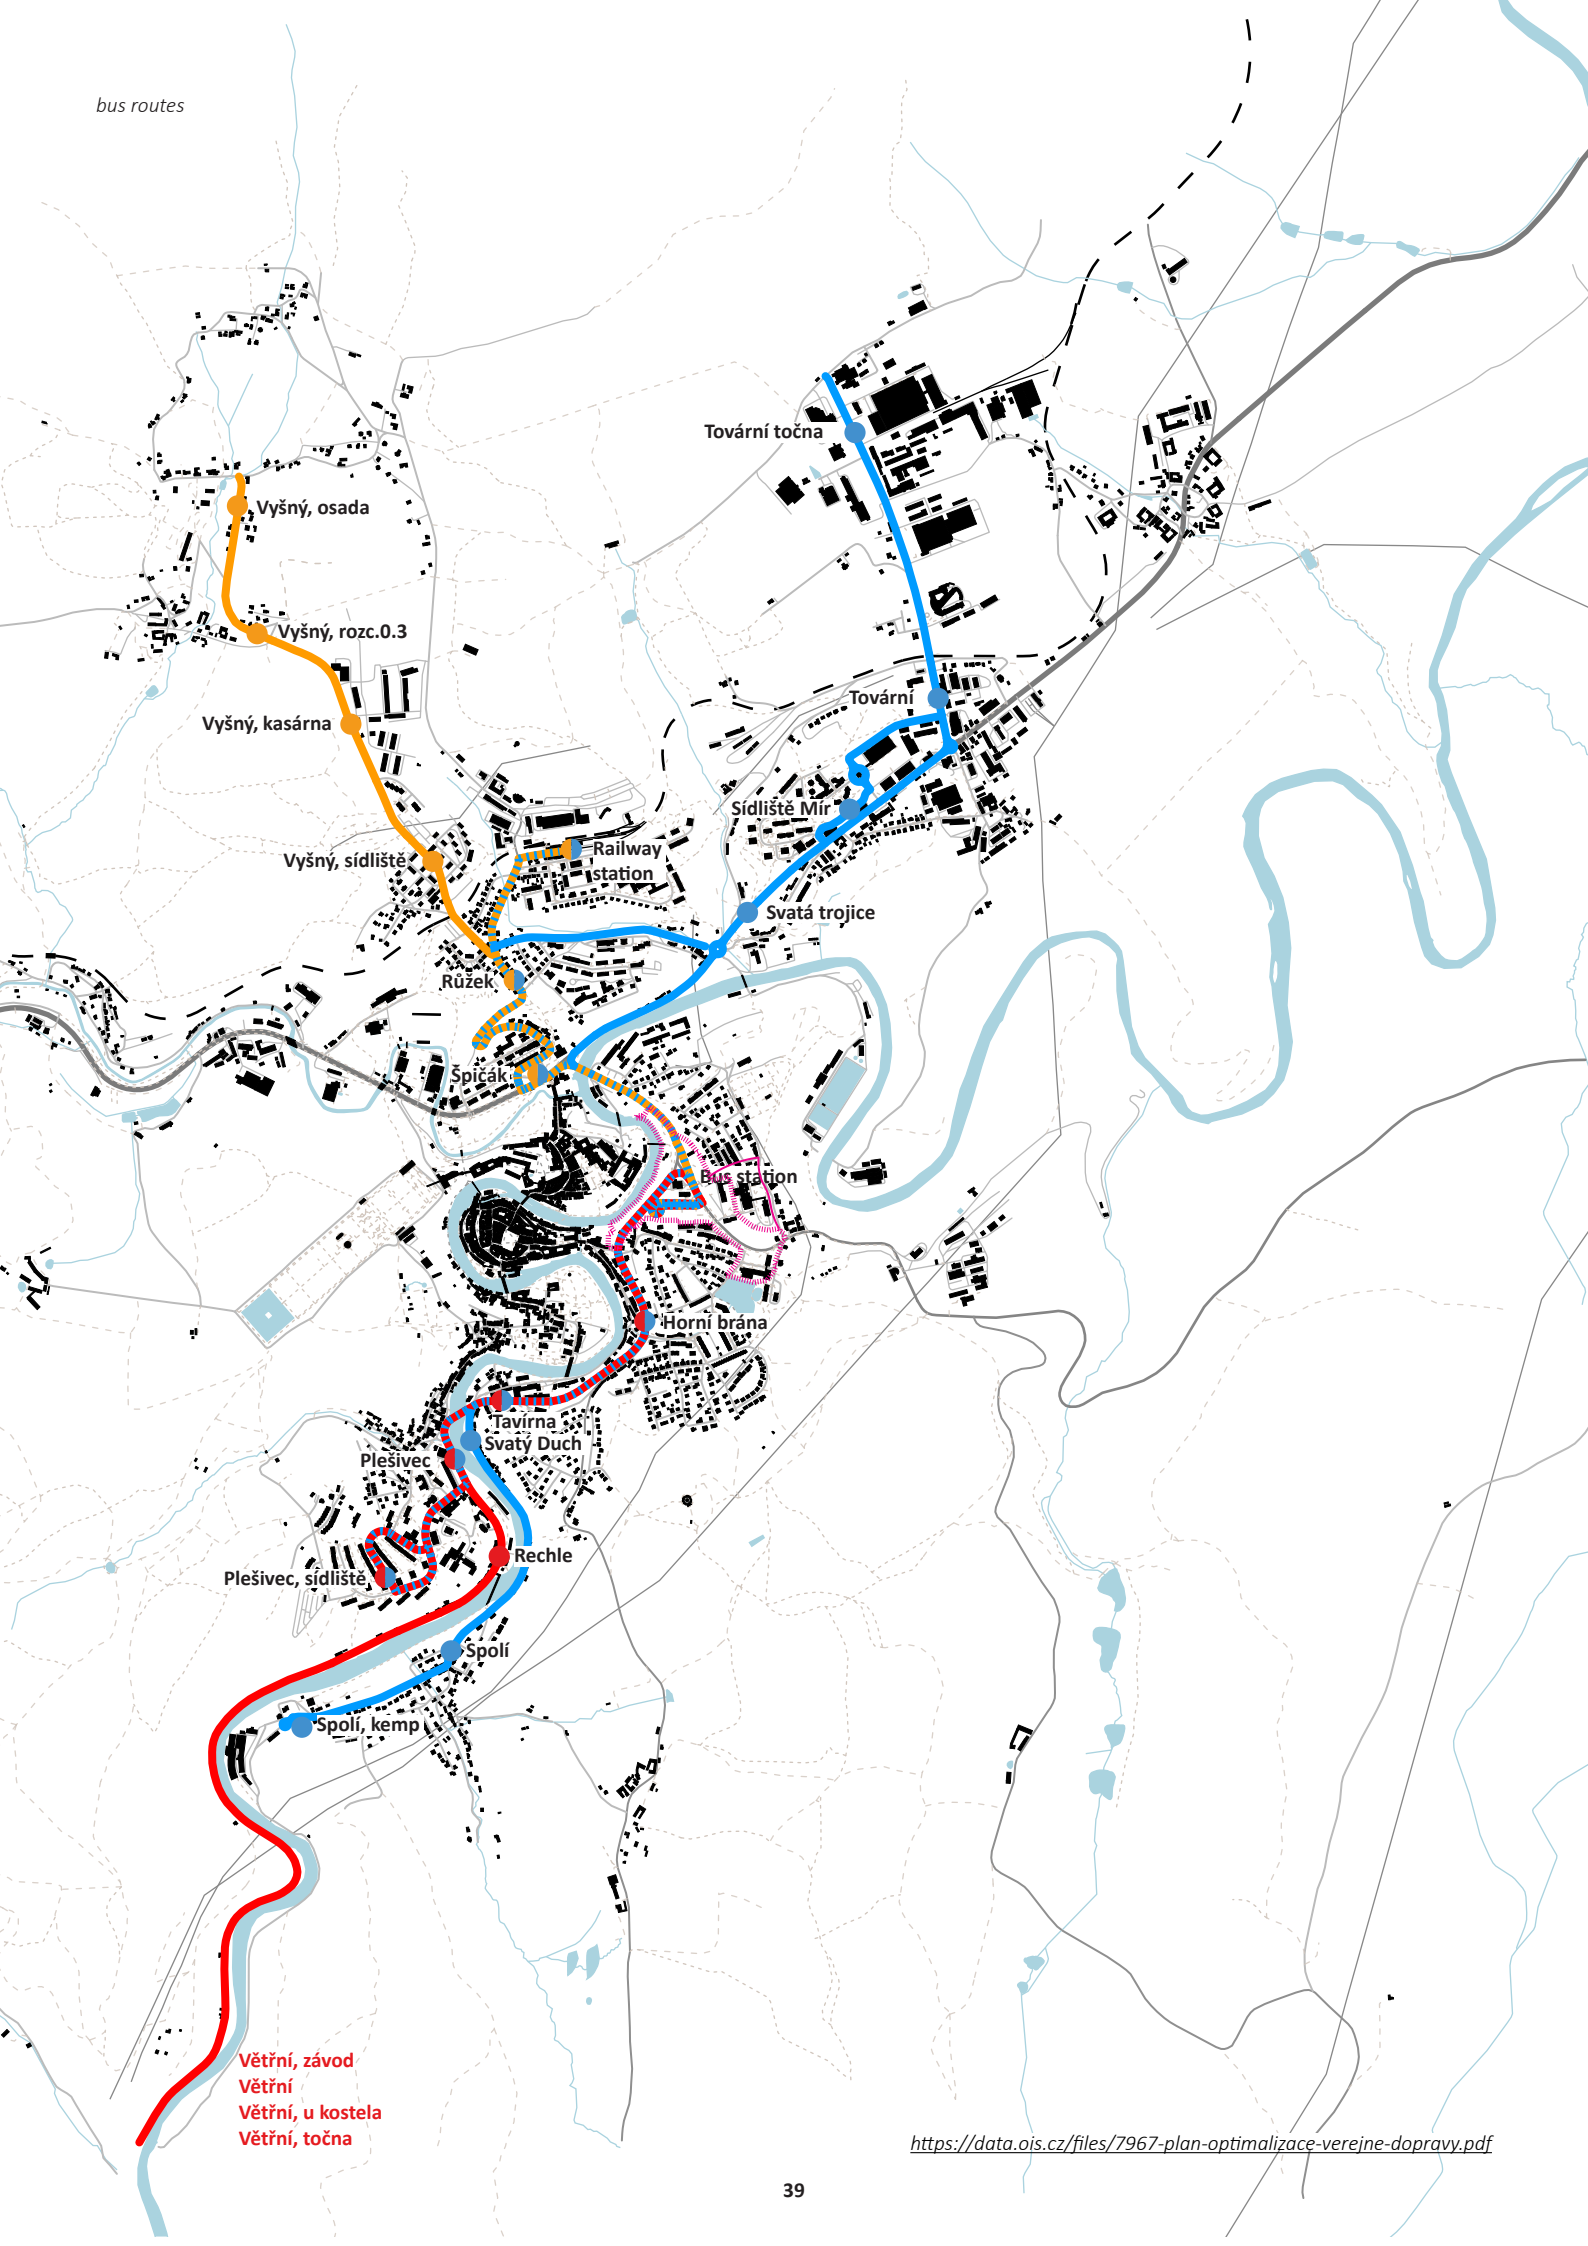 bus routes
Tovární točna
Vyšný, osada
Vyšný, rozc.0.3
Tovární
Vyšný, kasárna
Sídliště Mír
Railway
station
Vyšný, sídliště
Svatá trojice
Růžek
Špičák
Bus station
Horní brána
Tavírna
Svatý Duch
Plešivec
Rechle
Plešivec, sídliště
Spolí
Spolí, kemp
Větřní, závod
Větřní
Větřní, u kostela
Větřní, točna
https://data.ois.cz/files/7967-plan-optimalizace-verejne-dopravy.pdf
39